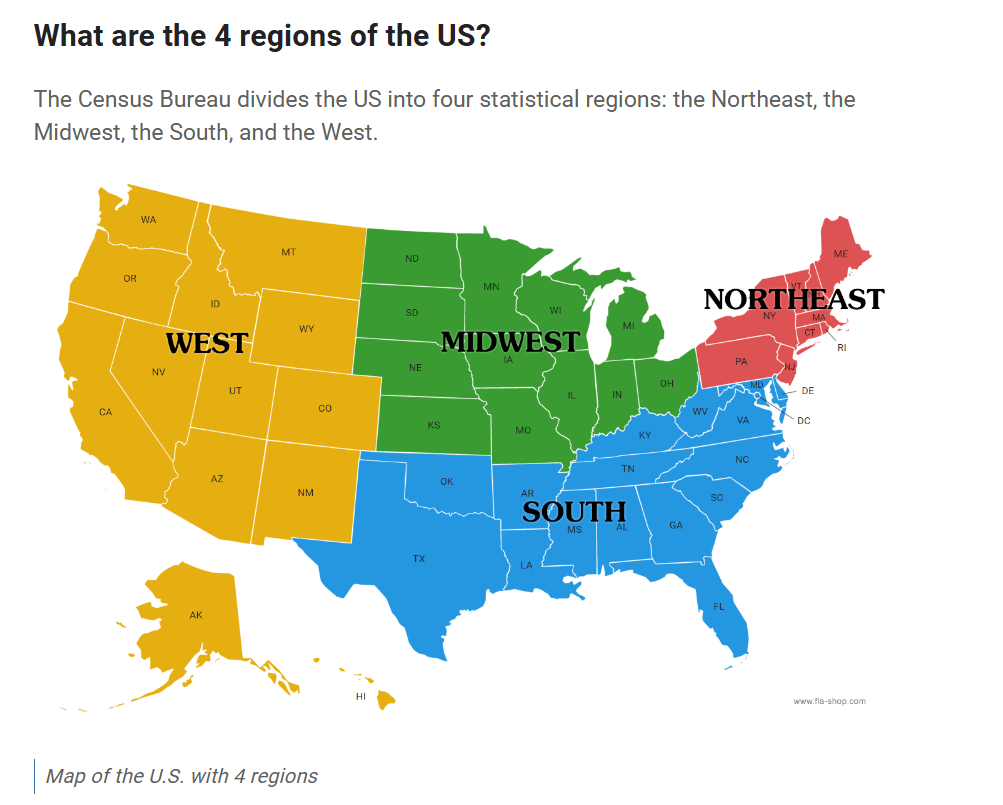 What are the 4 regions of the US?
The Census Bureau divides the US into four statistical regions: the Northeast, the
Midwest, the South, and the West.
WA
MT
ND
ME
OR
MN
VT
ID
SD
WI
NORTHEAST
NY
MA
WY
MI
CT
WEST
MIDWEST
RI
IA
PA
NJ
NV
NE
UT
OH
MD
DE
CA
CO
IL
IN
WV
DC
KS
MO
KY
VA
NC
TN
AZ
NM
OK
AR
SC
SOUTH
MS
AL
GA
TX
LA
FL
AK
HI
www.fla-shop.com
Map of the U.S. with 4 regions